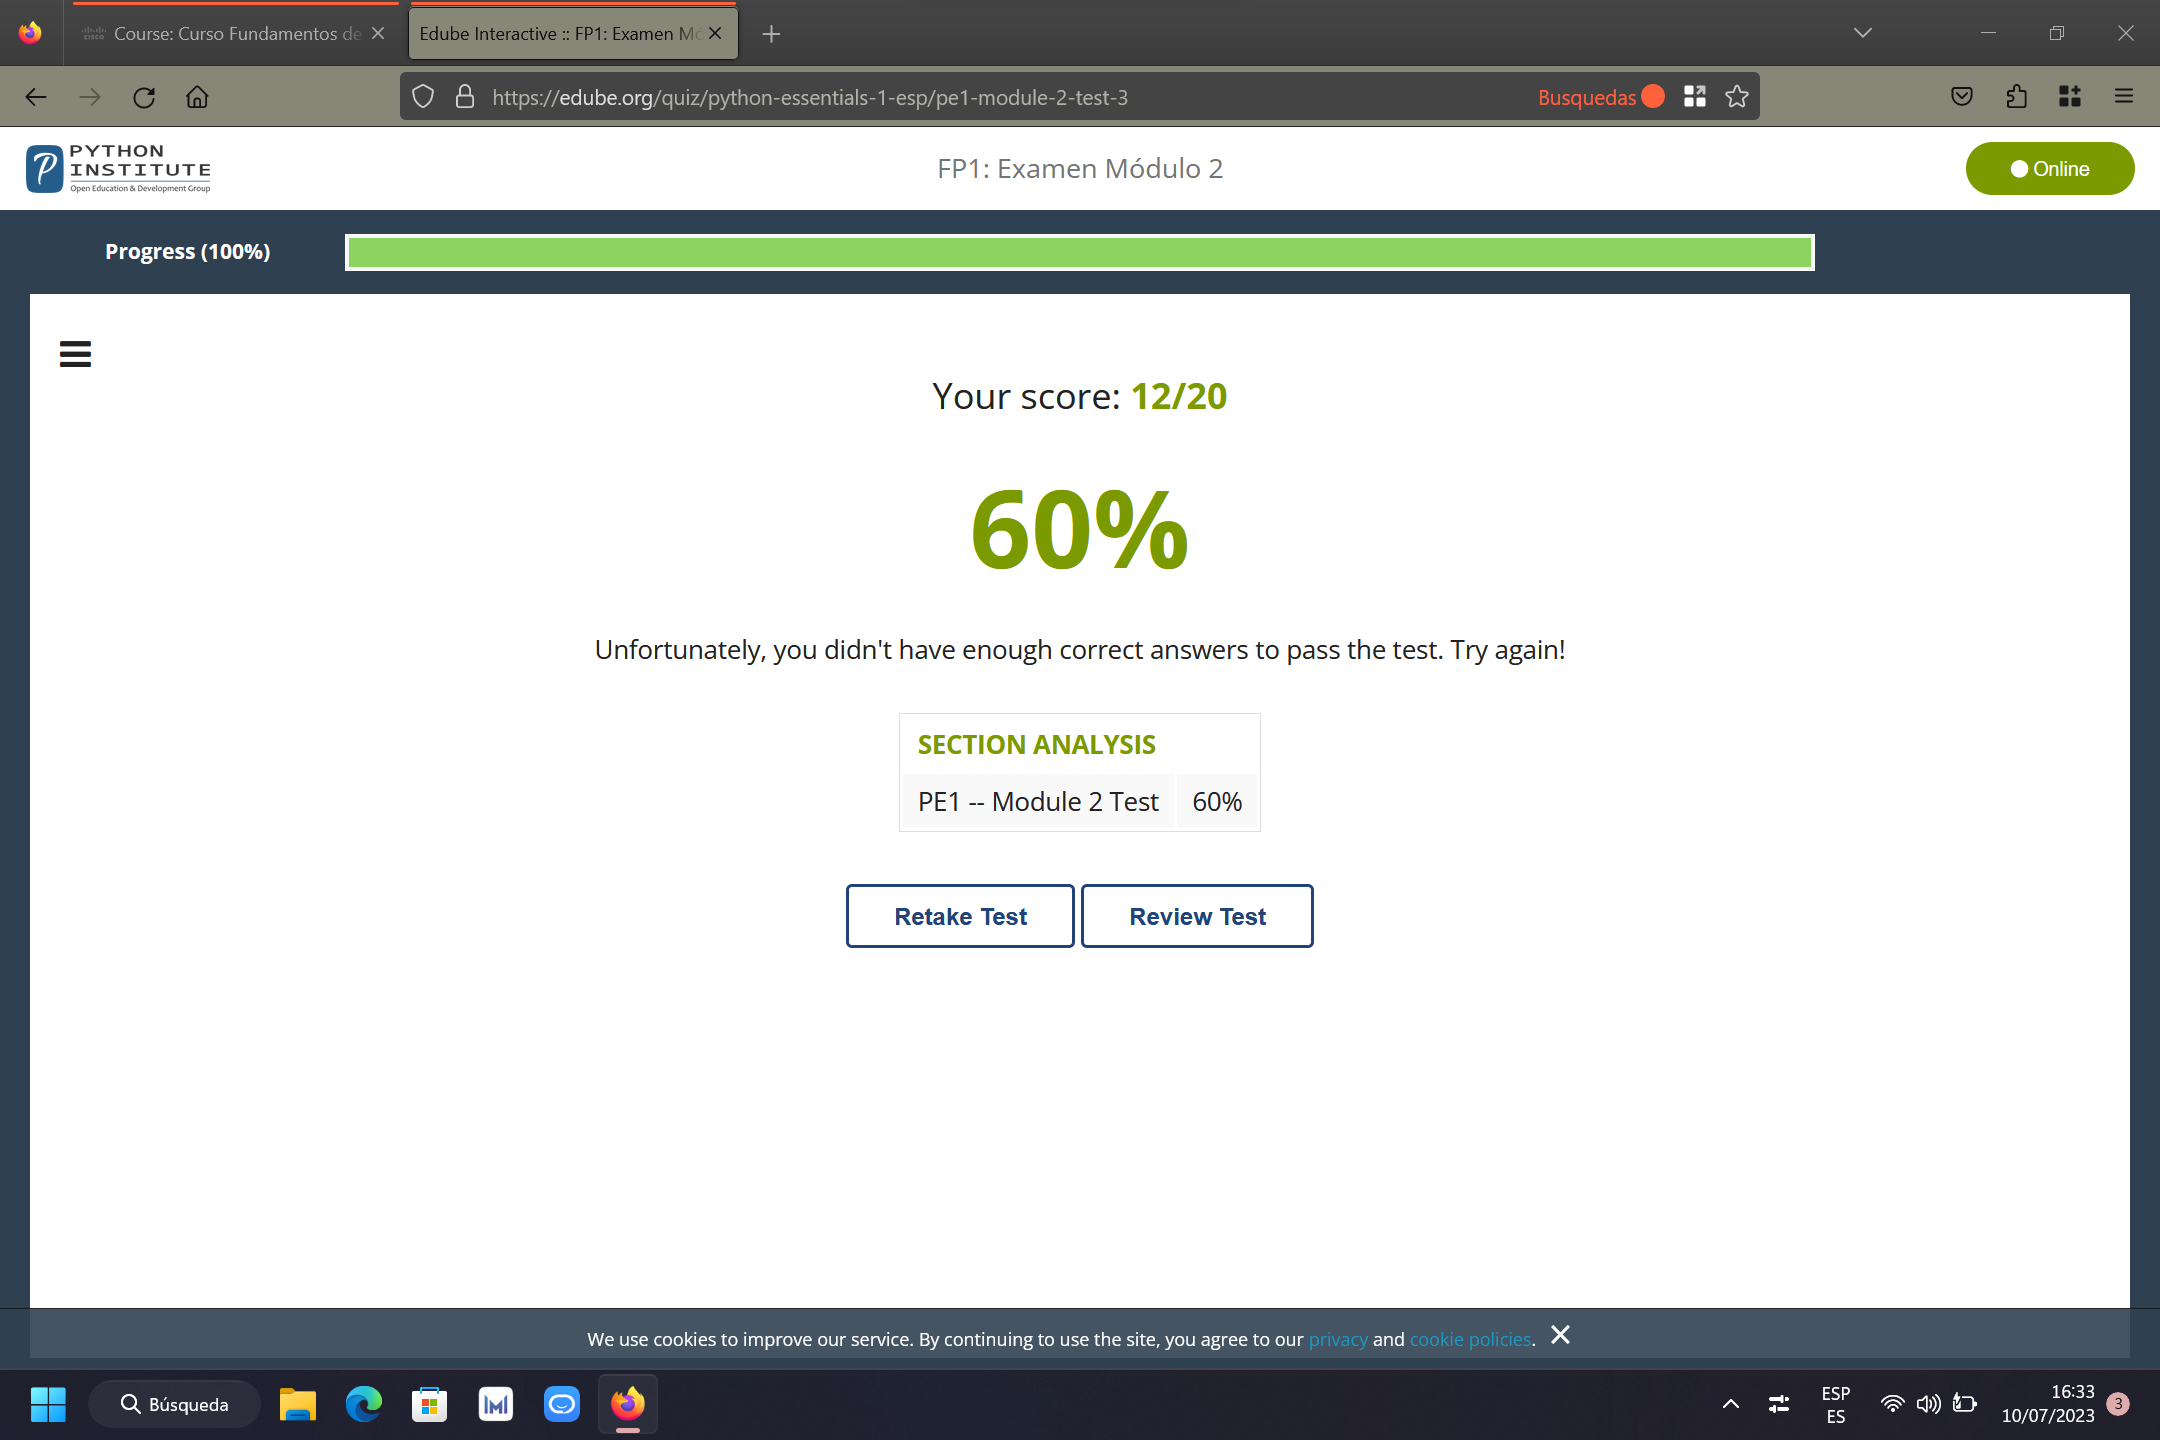 Course: Curso Fundamentos de
Edube Interactive :: FP1: Examen Mó
https://edube.org/quiz/python-essentials-1-esp/pe1-module-2-test-3
Busquedas
PYTHON
INSTITUTE
Open Education & Development Group
FP1: Examen Módulo 2
Online
Progress (100%)
Your score: 12/20
60%
Unfortunately, you didn't have enough correct answers to pass the test. Try again!
SECTION ANALYSIS
PE1 -- Module 2 Test 60%
Retake Test
Review Test
We use cookies to improve our service. By continuing to use the site, you agree to our privacy and cookie policies.
Búsqueda
ESP
ES
16:33
10/07/2023
3